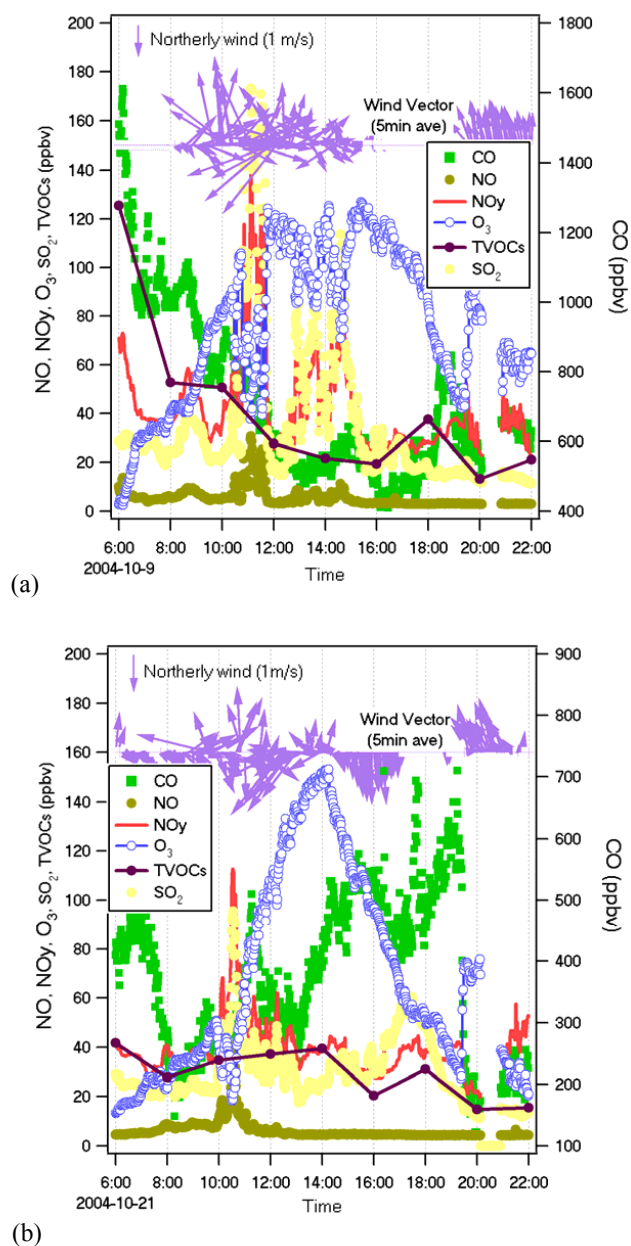 200
180
160
140
120
100
80
60
40
20
0
NO, NOy, O3, SO2, TVOCs (ppbv)
Northerly wind (1 m/s)
Wind Vector
(5min ave)
CO
NO
NOy
O3
TVOCs
SO2
1800
1600
1400
1200
1000
800
600
400
CO (ppbv)
6:00 8:00 10:00 12:00 14:00 16:00 18:00 20:00 22:00
2004-10-9
Time
(a)
200
180
160
140
120
100
80
60
40
20
0
NO, NOy, O3, SO2, TVOCs (ppbv)
Northerly wind (1m/s)
Wind Vector
(5min ave)
CO
NO
NOy
O3
TVOCs
SO2
900
800
700
600
500
400
300
200
100
CO (ppbv)
6:00 8:00 10:00 12:00 14:00 16:00 18:00 20:00 22:00
2004-10-21
Time
(b)